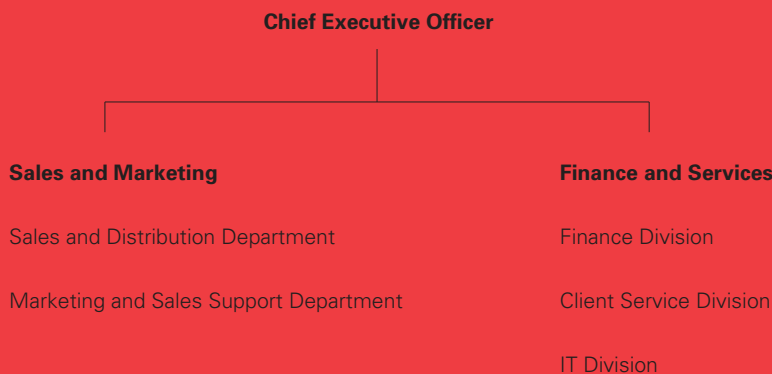 Chief Executive Officer
Sales and Marketing
Sales and Distribution Department
Marketing and Sales Support Department
Finance and Services
Finance Division
Client Service Division
IT Division